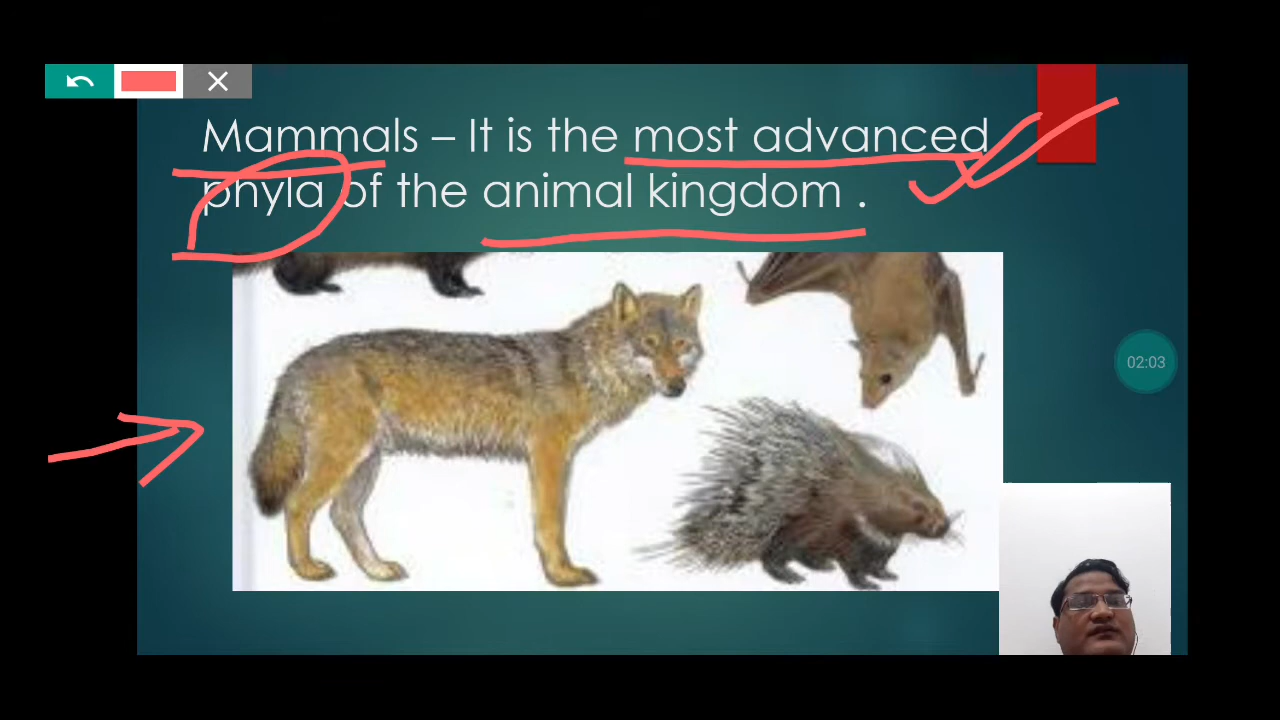 Mammals – It is the most advanced
phyla of the animal kingdom .
02:03